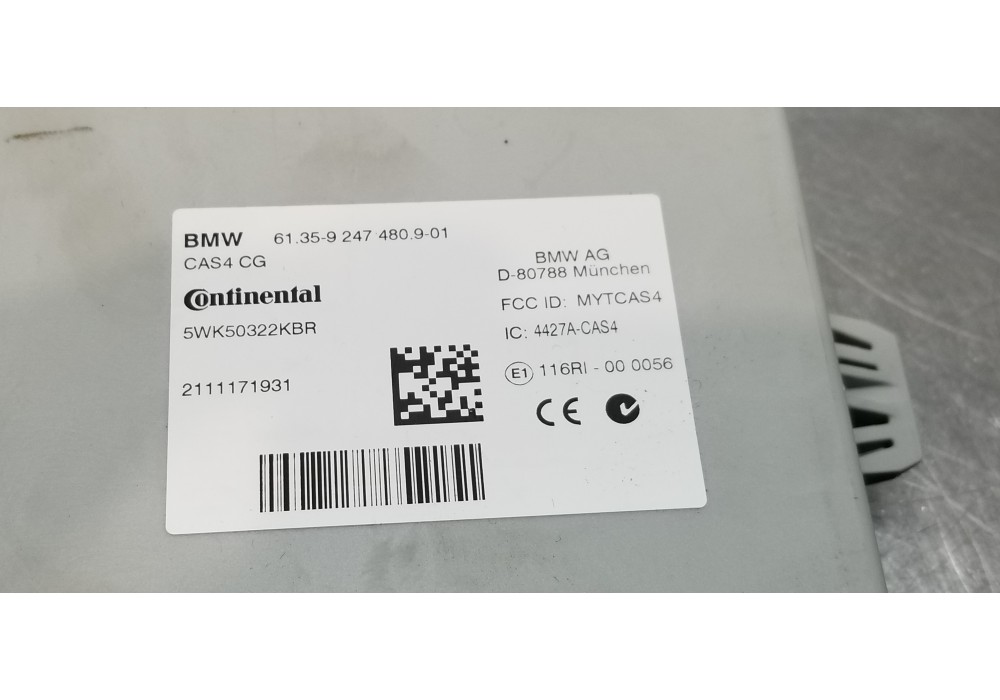 BMW 61.35-9 247 480.9-01
CAS4 CG
Continental
5WK50322KBR
2111171931
BMW AG
D-80788 München
FCC ID: MYTCAS4
IC: 4427A-CAS4
E1 116RI - 00 0056
CE